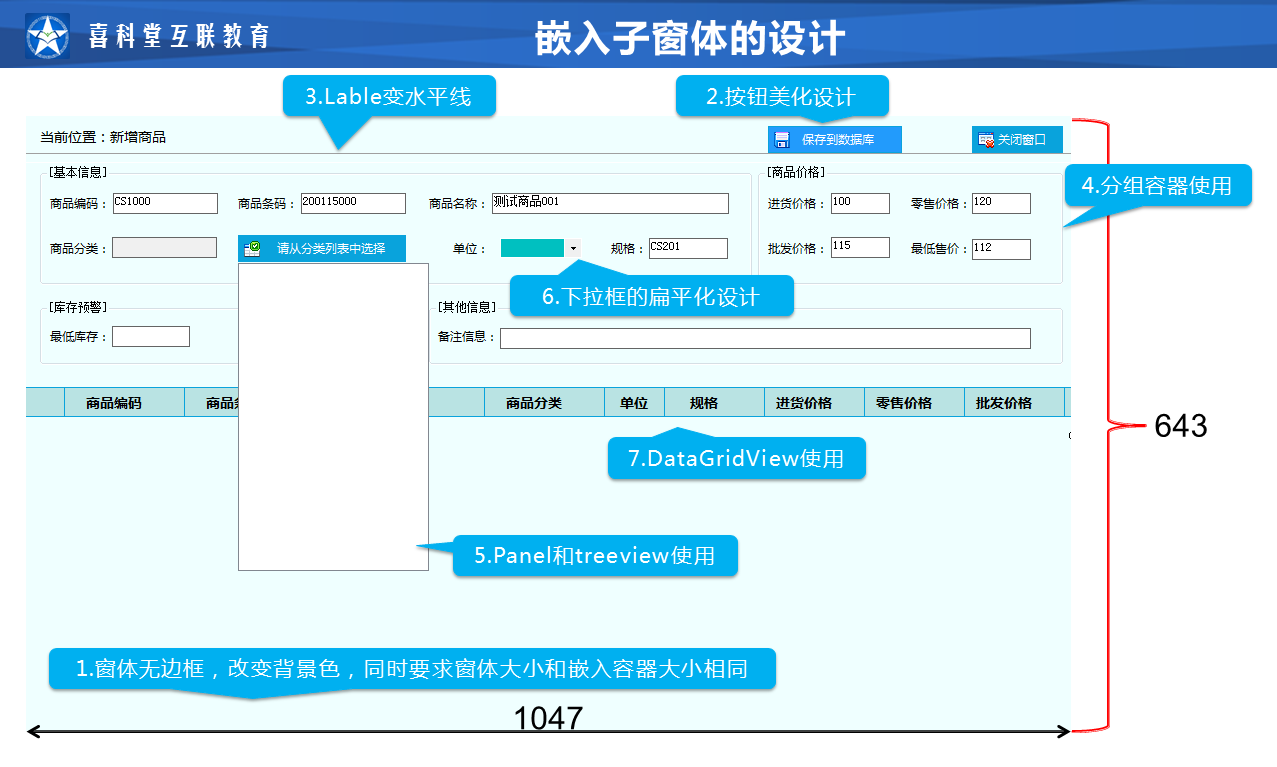 喜科堂互联教育
嵌入子窗体的设计
3.Lable变水平线
2.按钮美化设计
当前位置：新增商品
保存到数据库
关闭窗口
[基本信息]
[商品价格]
4.分组容器使用
商品编码：
CS1000
商品条码：
200115000
商品名称：
测试商品001
进货价格：
100
零售价格：
120
商品分类：
请从分类列表中选择
单位：
规格：
CS201
批发价格：
115
最低售价：
112
6.下拉框的扁平化设计
[库存预警]
[其他信息]
最低库存：
备注信息：
商品编码
商品
商品分类
单位
规格
进货价格
零售价格
批发价格
643
7.DataGridView使用
5.Panel和treeview使用
1.窗体无边框，改变背景色，同时要求窗体大小和嵌入容器大小相同
1047